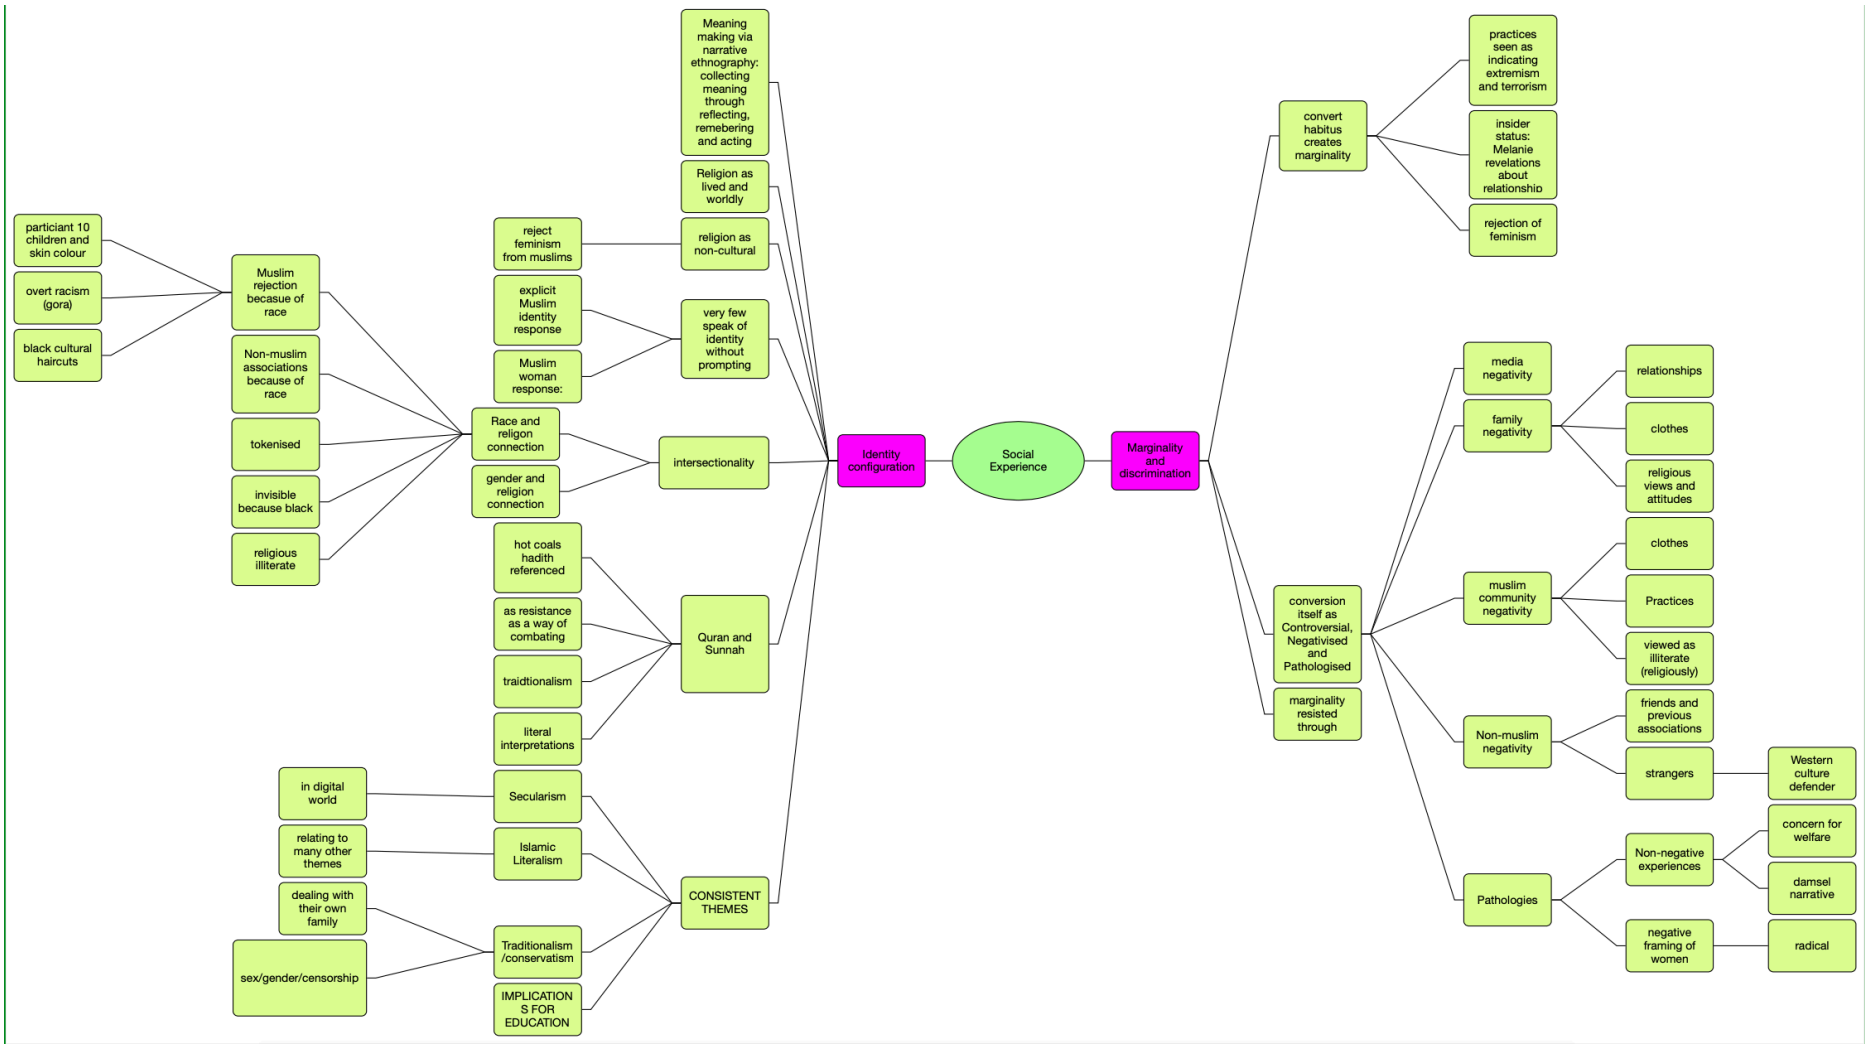 Meaning
making via
narrative
ethnography:
collecting
meaning
through
reflecting,
remebering
and acting
Religion as
lived and
worldly
religion as
non-cultural
reject
feminism
from muslims
very few
speak of
identity
without
prompting
explicit
Muslim
identity
response
Muslim
woman
response:
intersectionality
Race and
religon
connection
gender and
religion
connection
Muslim
rejection
becasue of
race
particiant 10
children and
skin colour
overt racism
(gora)
black cultural
haircuts
Non-muslim
associations
because of
race
tokenised
invisible
because black
religious
illiterate
Quran and
Sunnah
hot coals
hadith
referenced
as resistance
as a way of
combating
traidtionalism
literal
interpretations
CONSISTENT
THEMES
Secularism
in digital
world
Islamic
Literalism
relating to
many other
themes
Traditionalism
/conservatism
dealing with
their own
family
sex/gender/censorship
IMPLICATION
S FOR
EDUCATION
Identity
configuration
Social
Experience
Marginality
and
discrimination
convert
habitus
creates
marginality
practices
seen as
indicating
extremism
and terrorism
insider
status:
Melanie
revelations
about
relationship
rejection of
feminism
conversion
itself as
Controversial,
Negativised
and
Pathologised
media
negativity
family
negativity
relationships
clothes
religious
views and
attitudes
muslim
community
negativity
clothes
Practices
viewed as
illiterate
(religiously)
Non-muslim
negativity
friends and
previous
associations
strangers
Western
culture
defender
Pathologies
Non-negative
experiences
concern for
welfare
damsel
narrative
negative
framing of
women
radical
marginality
resisted
through